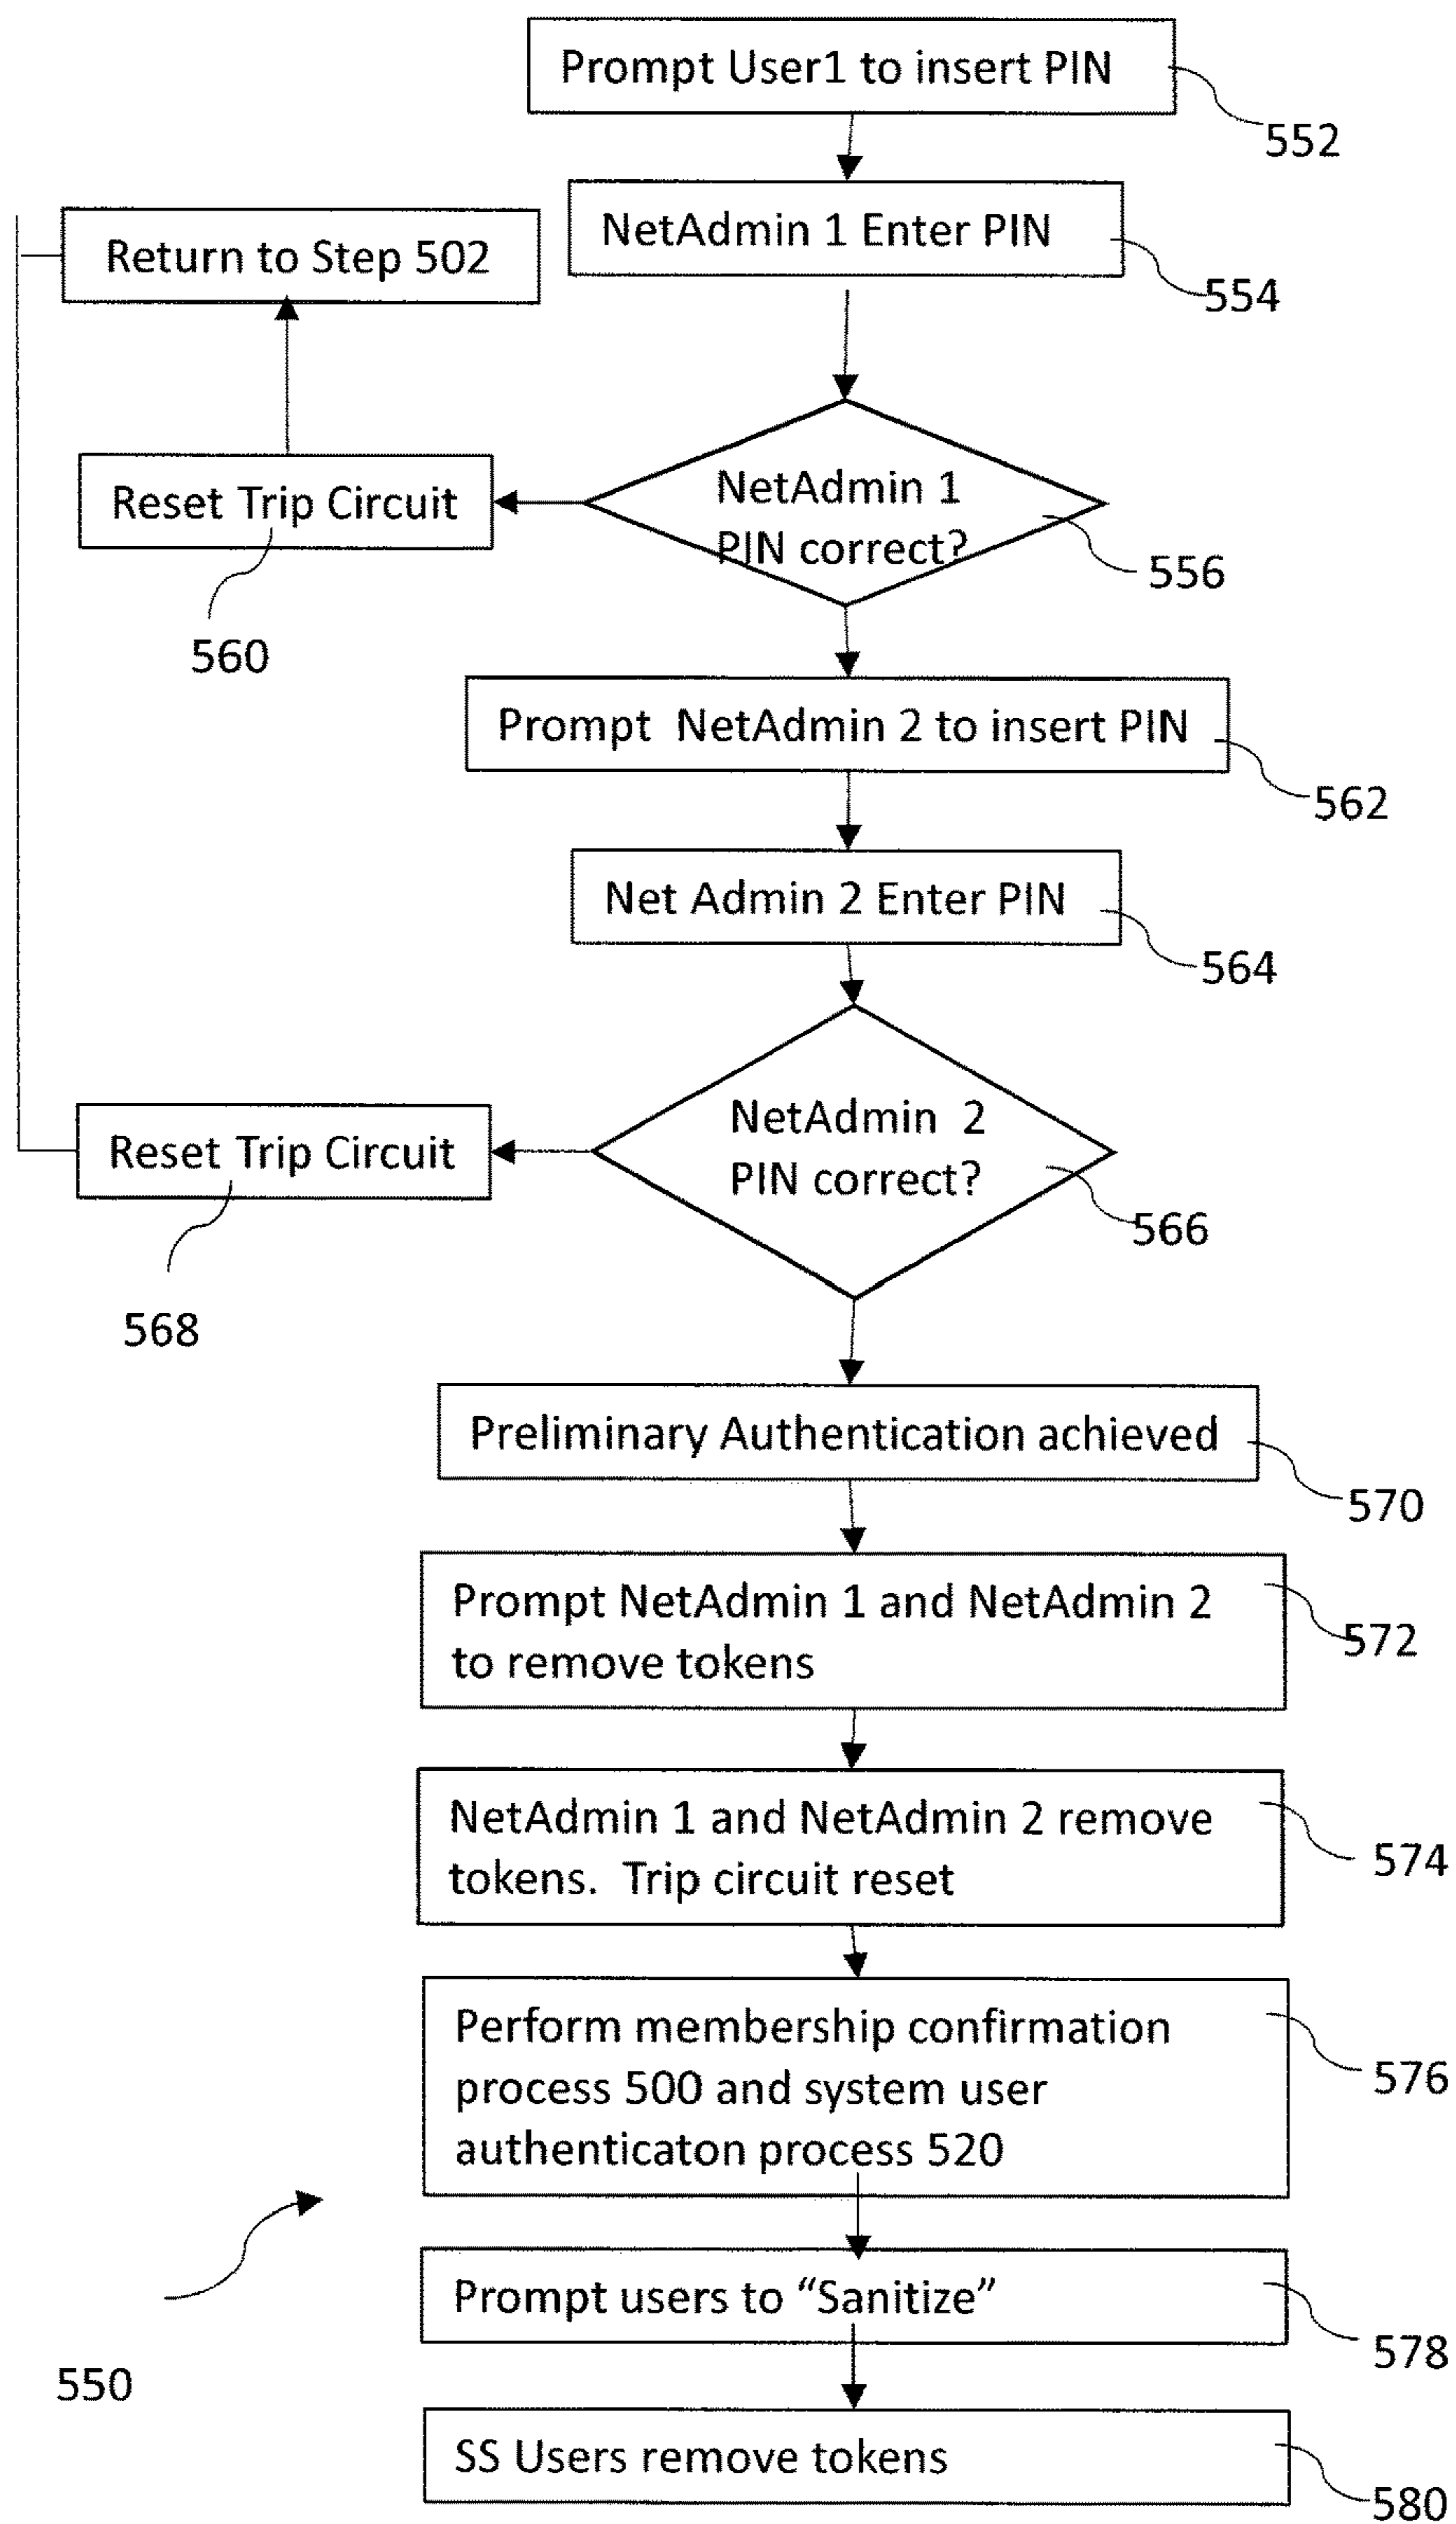 Prompt User1 to insert PIN
552
NetAdmin 1 Enter PIN
554
Return to Step 502
NetAdmin 1
PIN correct?
556
Reset Trip Circuit
560
Prompt NetAdmin 2 to insert PIN
562
Net Admin 2 Enter PIN
564
NetAdmin 2
PIN correct?
566
Reset Trip Circuit
568
Preliminary Authentication achieved
570
Prompt NetAdmin 1 and NetAdmin 2
to remove tokens
572
NetAdmin 1 and NetAdmin 2 remove
tokens. Trip circuit reset
574
Perform membership confirmation
process 500 and system user
authenticaton process 520
576
Prompt users to “Sanitize”
578
550
SS Users remove tokens
580